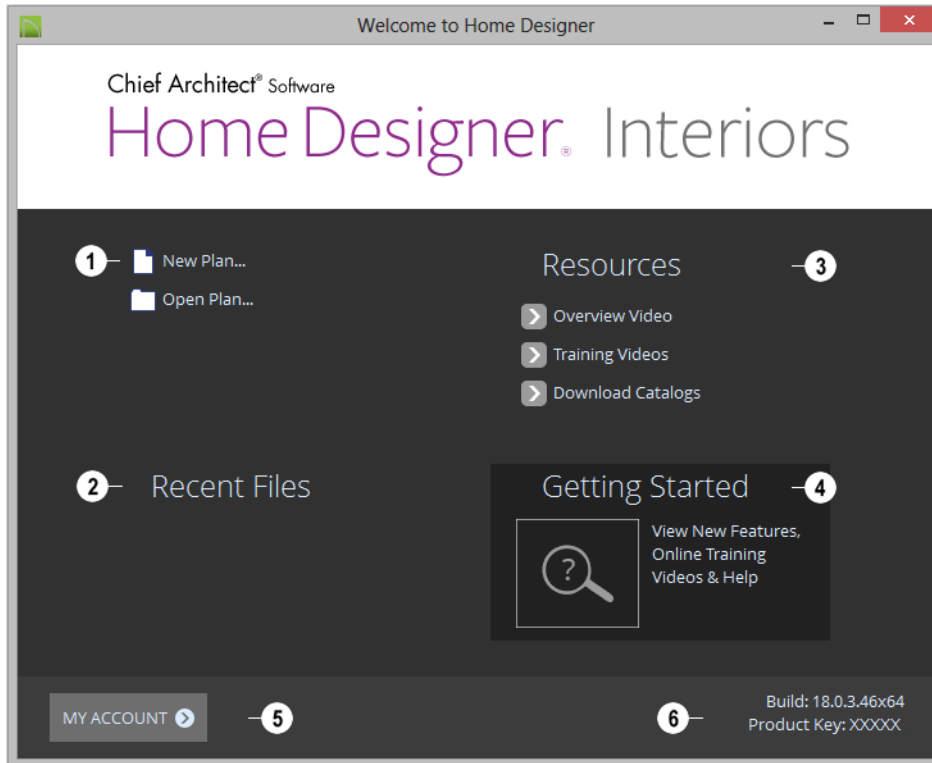 Welcome to Home Designer
Chief Architect® Software
Home Designer® Interiors
1
New Plan...
Open Plan...
Resources
3
Overview Video
Training Videos
Download Catalogs
2
Recent Files
Getting Started
4
?
View New Features,
Online Training
Videos & Help
MY ACCOUNT
5
6
Build: 18.0.3.46x64
Product Key: XXXXX